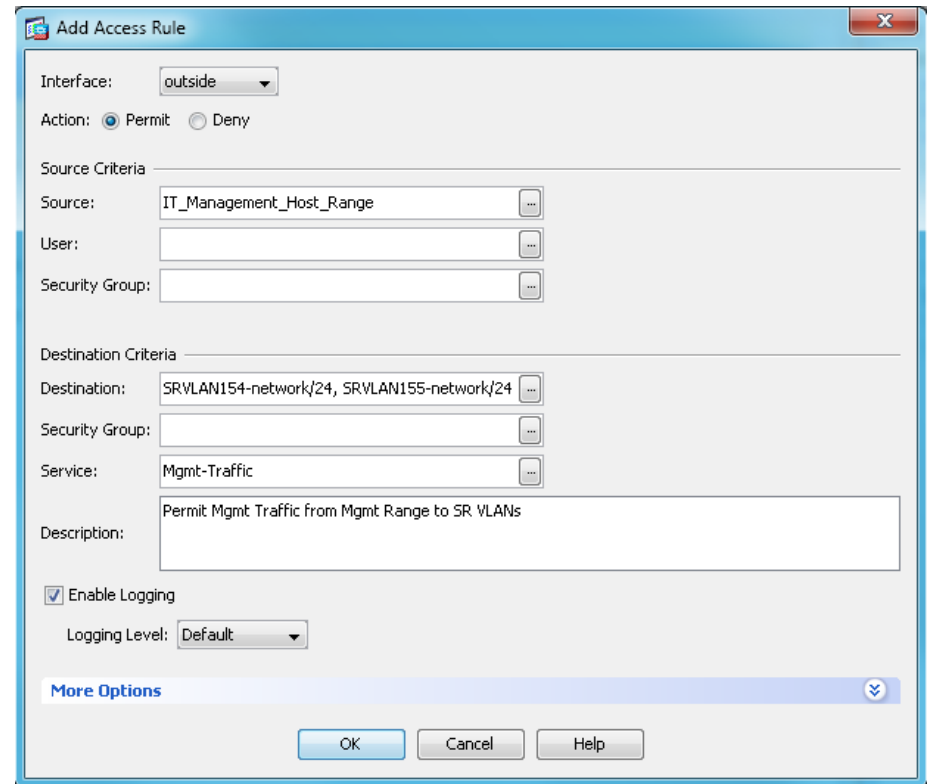 Add Access Rule
Interface: outside
Action: Permit Deny
Source Criteria
Source: IT_Management_Host_Range ...
User: ...
Security Group: ...
Destination Criteria
Destination: SRVLAN154-network/24, SRVLAN155-network/24 ...
Security Group: ...
Service: Mgmt-Traffic ...
Description: Permit Mgmt Traffic from Mgmt Range to SR VLANs
Enable Logging
Logging Level: Default
More Options
OK Cancel Help